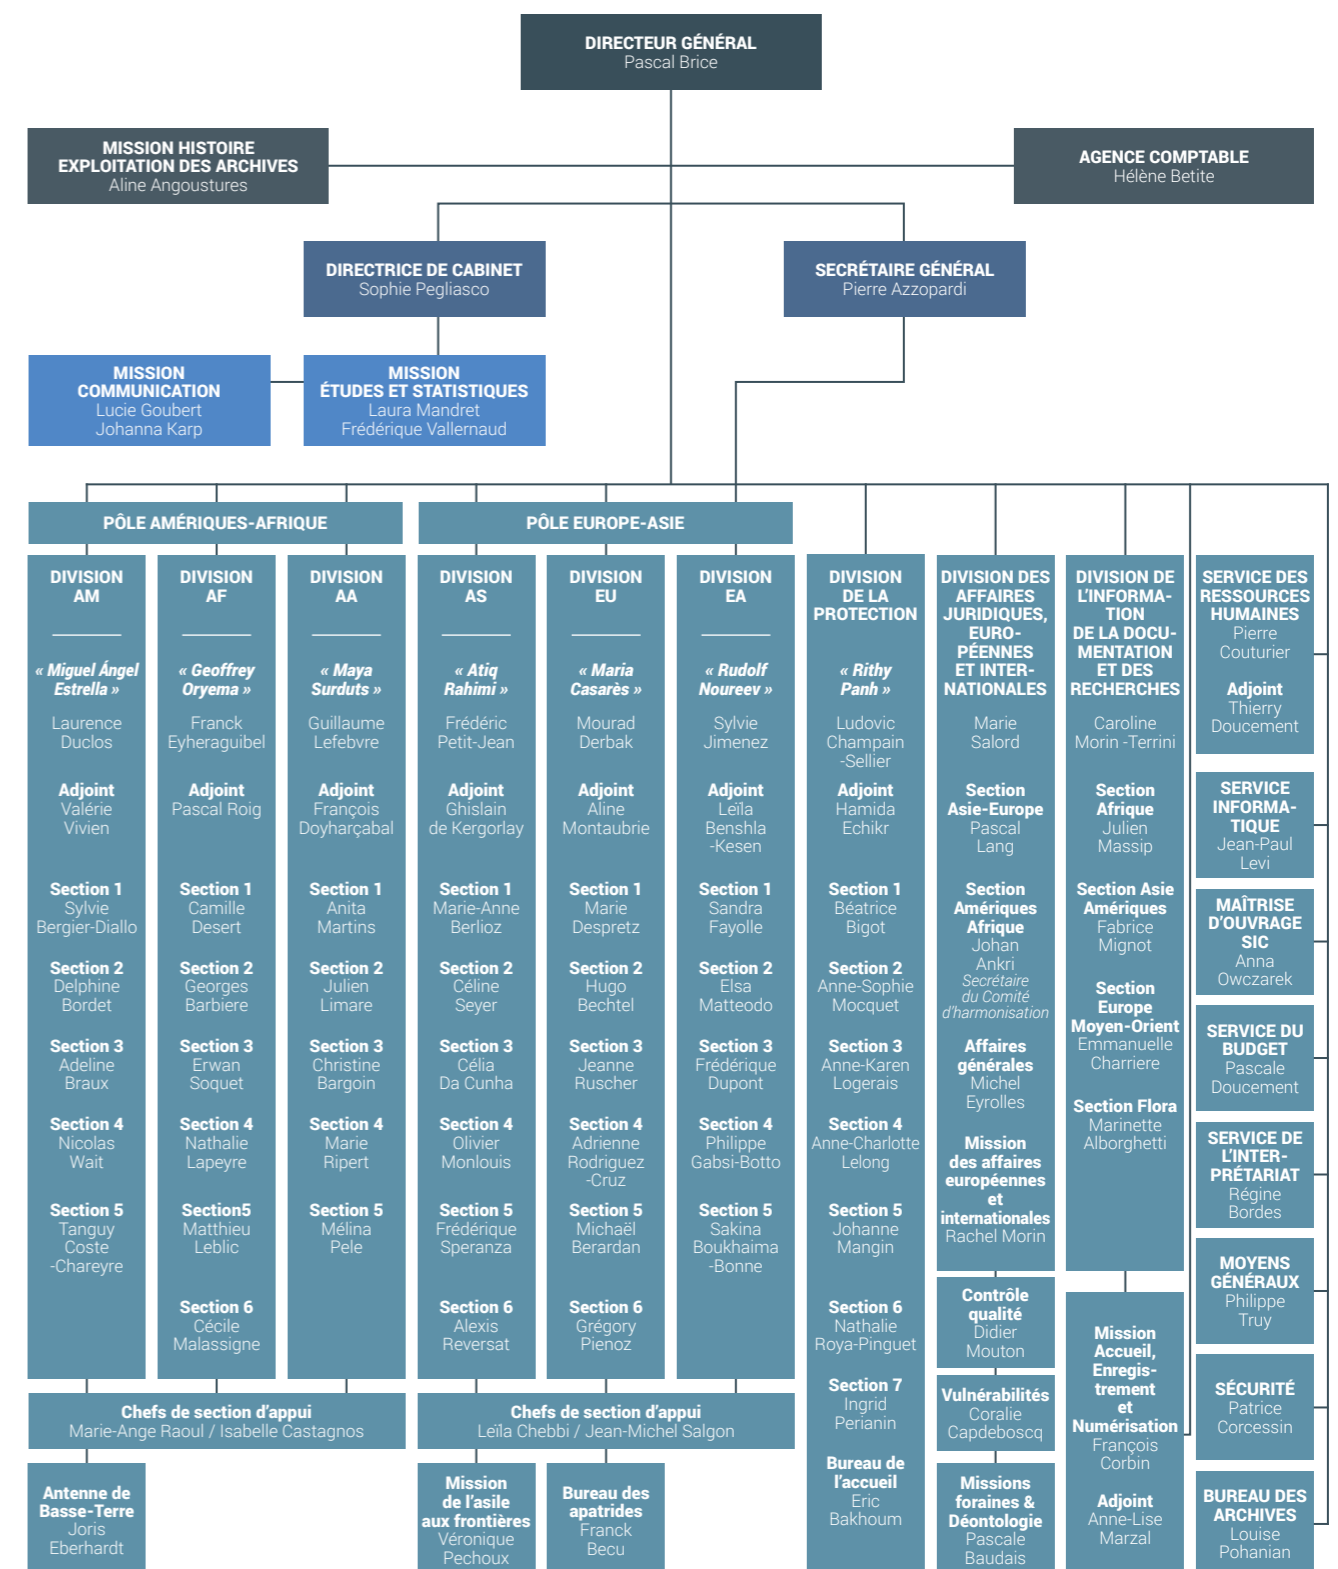 DIRECTEUR GÉNÉRAL
Pascal Brice
MISSION HISTOIRE
EXPLOITATION DES ARCHIVES
Aline Angoustures
AGENCE COMPTABLE
Hélène Betite
DIRECTRICE DE CABINET
Sophie Pegliasco
SECRÉTAIRE GÉNÉRAL
Pierre Azzopardi
MISSION
COMMUNICATION
Lucie Goubert
Johanna Karp
MISSION
ÉTUDES ET STATISTIQUES
Laura Mandret
Frédérique Vallernaud
PÔLE AMÉRIQUES-AFRIQUE
PÔLE EUROPE-ASIE
DIVISION
AM
« Miguel Ángel
Estrella »
Laurence
Duclos
Adjoint
Valérie
Vivien
Section 1
Sylvie
Bergier-Diallo
Section 2
Delphine
Bordet
Section 3
Adeline
Braux
Section 4
Nicolas
Wait
Section 5
Tanguy
Coste
-Chareyre
DIVISION
AF
« Geoffrey
Oryema »
Franck
Eyheraguibel
Adjoint
Pascal Roig
Section 1
Camille
Desert
Section 2
Georges
Barbiere
Section 3
Erwan
Soquet
Section 4
Nathalie
Lapeyre
Section5
Matthieu
Leblic
Section 6
Cécile
Malassigne
DIVISION
AA
« Maya
Surduts »
Guillaume
Lefebvre
Adjoint
François
Doyharçabal
Section 1
Anita
Martins
Section 2
Julien
Limare
Section 3
Christine
Bargoin
Section 4
Marie
Ripert
Section 5
Mélina
Pele
Chefs de section d'appui
Marie-Ange Raoul / Isabelle Castagnos
Antenne de
Basse-Terre
Joris
Eberhardt
DIVISION
AS
« Atiq
Rahimi »
Frédéric
Petit-Jean
Adjoint
Ghislain
de Kergorlay
Section 1
Marie-Anne
Berlioz
Section 2
Céline
Seyer
Section 3
Célia
Da Cunha
Section 4
Olivier
Monlouis
Section 5
Frédérique
Speranza
Section 6
Alexis
Reversat
DIVISION
EU
« Maria
Casarès »
Mourad
Derbak
Adjoint
Aline
Montaubrie
Section 1
Marie
Despretz
Section 2
Hugo
Bechtel
Section 3
Jeanne
Ruscher
Section 4
Adrienne
Rodriguez
-Cruz
Section 5
Michaël
Berardan
Section 6
Grégory
Pienoz
DIVISION
EA
« Rudolf
Noureev »
Sylvie
Jimenez
Adjoint
Leïla
Benshla
-Kesen
Section 1
Sandra
Fayolle
Section 2
Elsa
Matteodo
Section 3
Frédérique
Dupont
Section 4
Philippe
Gabsi-Botto
Section 5
Sakina
Boukhaima
-Bonne
Chefs de section d'appui
Leïla Chebbi / Jean-Michel Salgon
Mission
de l'asile
aux frontières
Véronique
Pechoux
Bureau des
apatrides
Franck
Becu
DIVISION
DE LA
PROTECTION
« Rithy
Panh »
Ludovic
Champain
-Sellier
Adjoint
Hamida
Echikr
Section 1
Béatrice
Bigot
Section 2
Anne-Sophie
Mocquet
Section 3
Anne-Karen
Logerais
Section 4
Anne-Charlotte
Lelong
Section 5
Johanne
Mangin
Section 6
Nathalie
Roya-Pinguet
Section 7
Ingrid
Perianin
Bureau de
l'accueil
Eric
Bakhoum
DIVISION DES
AFFAIRES
JURIDIQUES,
EURO-
PÉENNES
ET INTER-
NATIONALES
Marie
Salord
Section
Asie-Europe
Pascal
Lang
Section
Amériques
Afrique
Johan
Ankri
Secrétaire
du Comité
d'harmonisation
Affaires
générales
Michel
Eyrolles
Mission
des affaires
européennes
et
internationales
Rachel Morin
Contrôle
qualité
Didier
Mouton
Vulnérabilités
Coralie
Capdeboscq
Missions
foraines &
Déontologie
Pascale
Baudais
DIVISION DE
L'INFORMA-
TION
DE LA DOCU-
MENTATION
ET DES
RECHERCHES
Caroline
Morin -Terrini
Section
Afrique
Julien
Massip
Section Asie
Amériques
Fabrice
Mignot
Section
Europe
Moyen-Orient
Emmanuelle
Charriere
Section Flora
Marinette
Alborghetti
Mission
Accueil,
Enregis-
trement
et
Numérisation
François
Corbin
Adjoint
Anne-Lise
Marzal
SERVICE DES
RESSOURCES
HUMAINES
Pierre
Couturier
Adjoint
Thierry
Doucement
SERVICE
INFORMA-
TIQUE
Jean-Paul
Levi
MAÎTRISE
D'OUVRAGE
SIC
Anna
Owczarek
SERVICE DU
BUDGET
Pascale
Doucement
SERVICE DE
L'INTER-
PRÉTARIAT
Régine
Bordes
MOYENS
GÉNÉRAUX
Philippe
Truy
SÉCURITÉ
Patrice
Corcessin
BUREAU DES
ARCHIVES
Louise
Pohanian